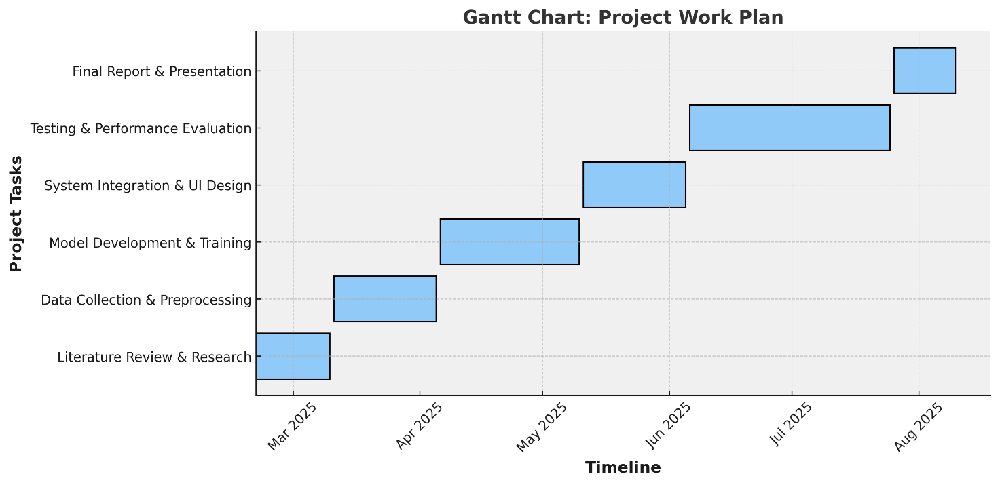 Gantt Chart: Project Work Plan
Project Tasks
Final Report & Presentation
Testing & Performance Evaluation
System Integration & UI Design
Model Development & Training
Data Collection & Preprocessing
Literature Review & Research
Mar 2025
Apr 2025
May 2025
Jun 2025
Jul 2025
Aug 2025
Timeline